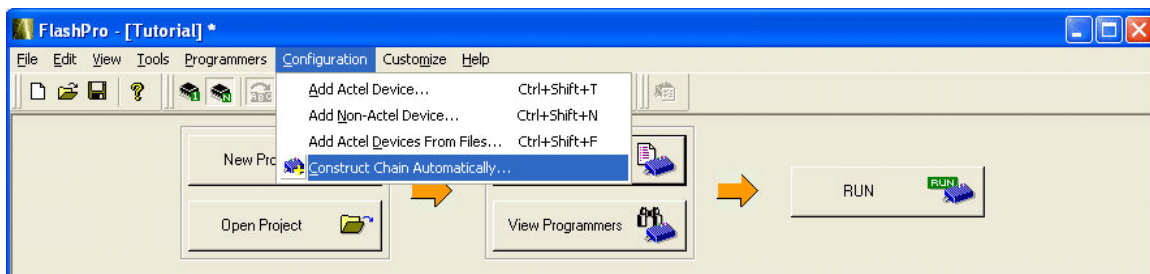 FlashPro - [Tutorial] *
File Edit View Tools Programmers Configuration Customize Help
Add Actel Device... Ctrl+Shift+T
Add Non-Actel Device... Ctrl+Shift+N
Add Actel Devices From Files... Ctrl+Shift+F
Construct Chain Automatically...
New Pro
Open Project
View Programmers
RUN
RUN